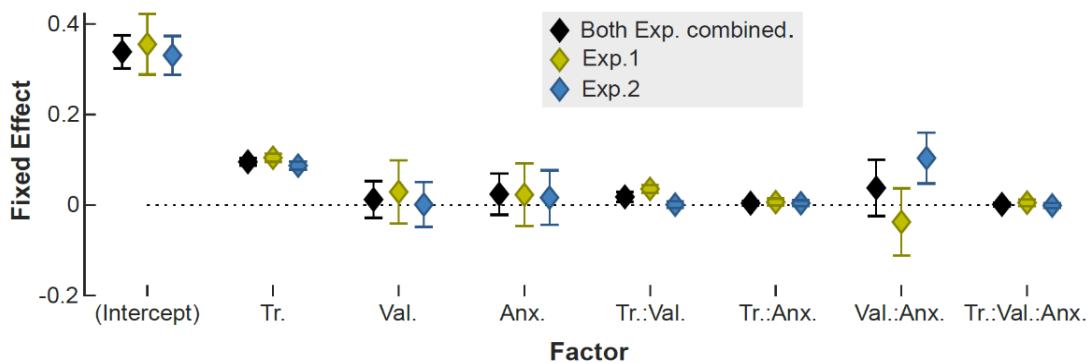 0.4
0.2
0
-0.2
Fixed Effect
Both Exp. combined.
Exp.1
Exp.2
(Intercept) Tr. Val. Anx. Tr.:Val. Tr.:Anx. Val.:Anx. Tr.:Val.:Anx.
Factor